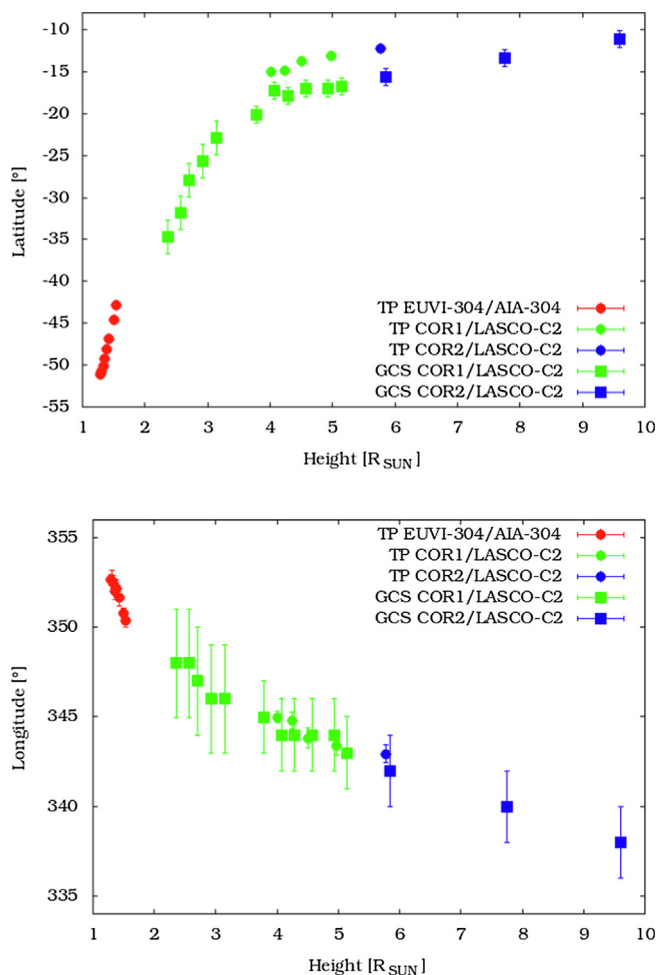 -10
-15
-20
-25
-30
-35
-40
-45
-50
-55
Latitude [°]
TP EUVI-304/AIA-304
TP COR1/LASCO-C2
TP COR2/LASCO-C2
GCS COR1/LASCO-C2
GCS COR2/LASCO-C2
1 2 3 4 5 6 7 8 9 10
Height [RSUN]
355
350
345
340
335
Longitude [°]
TP EUVI-304/AIA-304
TP COR1/LASCO-C2
TP COR2/LASCO-C2
GCS COR1/LASCO-C2
GCS COR2/LASCO-C2
1 2 3 4 5 6 7 8 9 10
Height [RSUN]